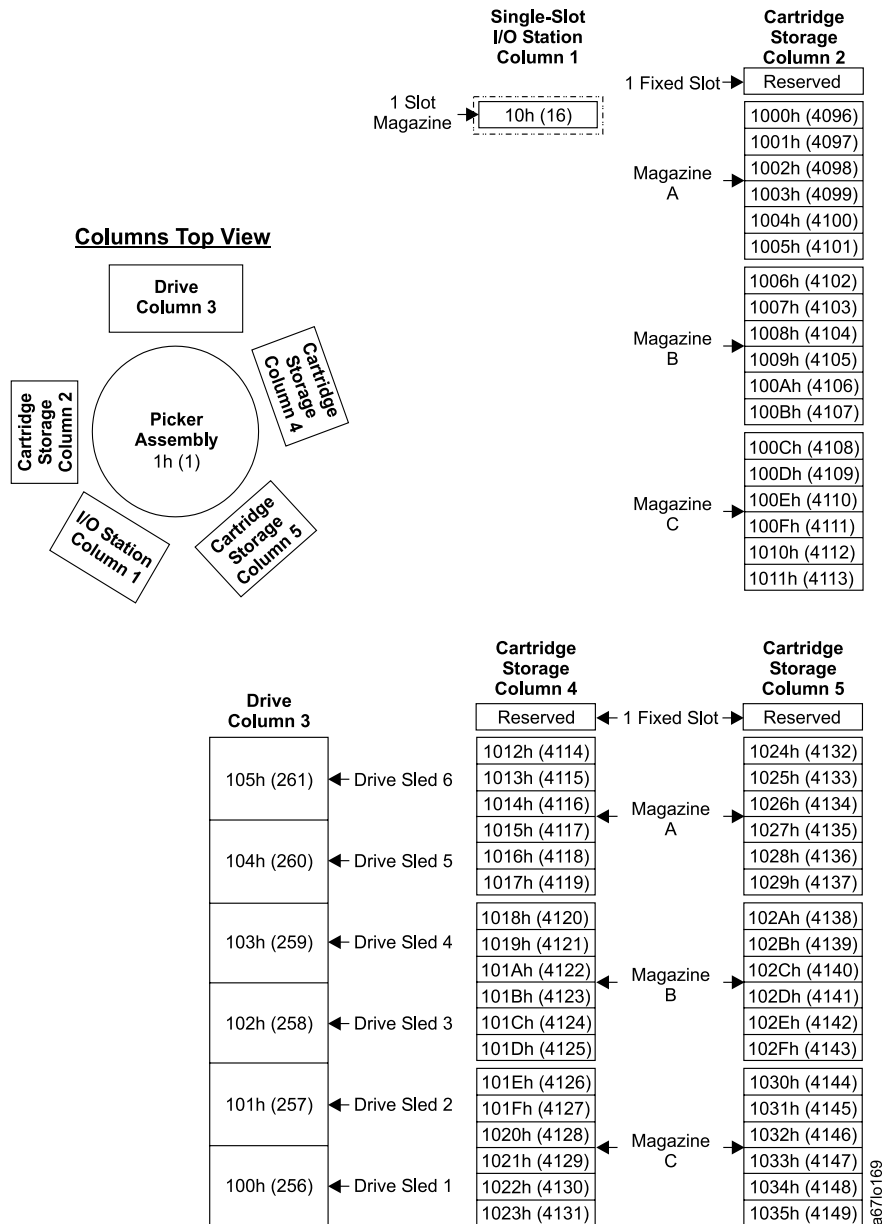 Single-Slot
I/O Station
Column 1
1 Slot
Magazine
10h (16)
Cartridge
Storage
Column 2
1 Fixed Slot
Reserved
Magazine
A
1000h (4096)
1001h (4097)
1002h (4098)
1003h (4099)
1004h (4100)
1005h (4101)
Magazine
B
1006h (4102)
1007h (4103)
1008h (4104)
1009h (4105)
100Ah (4106)
100Bh (4107)
Magazine
C
100Ch (4108)
100Dh (4109)
100Eh (4110)
100Fh (4111)
1010h (4112)
1011h (4113)
Columns Top View
Drive
Column 3
Cartridge
Storage
Column 4
Cartridge
Storage
Column 2
Picker
Assembly
1h (1)
I/O Station
Column 1
Cartridge
Storage
Column 5
Drive
Column 3
105h (261)
Drive Sled 6
104h (260)
Drive Sled 5
103h (259)
Drive Sled 4
102h (258)
Drive Sled 3
101h (257)
Drive Sled 2
100h (256)
Drive Sled 1
Cartridge
Storage
Column 4
Reserved
1 Fixed Slot
1012h (4114)
1013h (4115)
1014h (4116)
1015h (4117)
1016h (4118)
1017h (4119)
Magazine
A
1018h (4120)
1019h (4121)
101Ah (4122)
101Bh (4123)
101Ch (4124)
101Dh (4125)
Magazine
B
101Eh (4126)
101Fh (4127)
1020h (4128)
1021h (4129)
1022h (4130)
1023h (4131)
Magazine
C
Cartridge
Storage
Column 5
Reserved
1024h (4132)
1025h (4133)
1026h (4134)
1027h (4135)
1028h (4136)
1029h (4137)
102Ah (4138)
102Bh (4139)
102Ch (4140)
102Dh (4141)
102Eh (4142)
102Fh (4143)
1030h (4144)
1031h (4145)
1032h (4146)
1033h (4147)
1034h (4148)
1035h (4149)
a67lo169